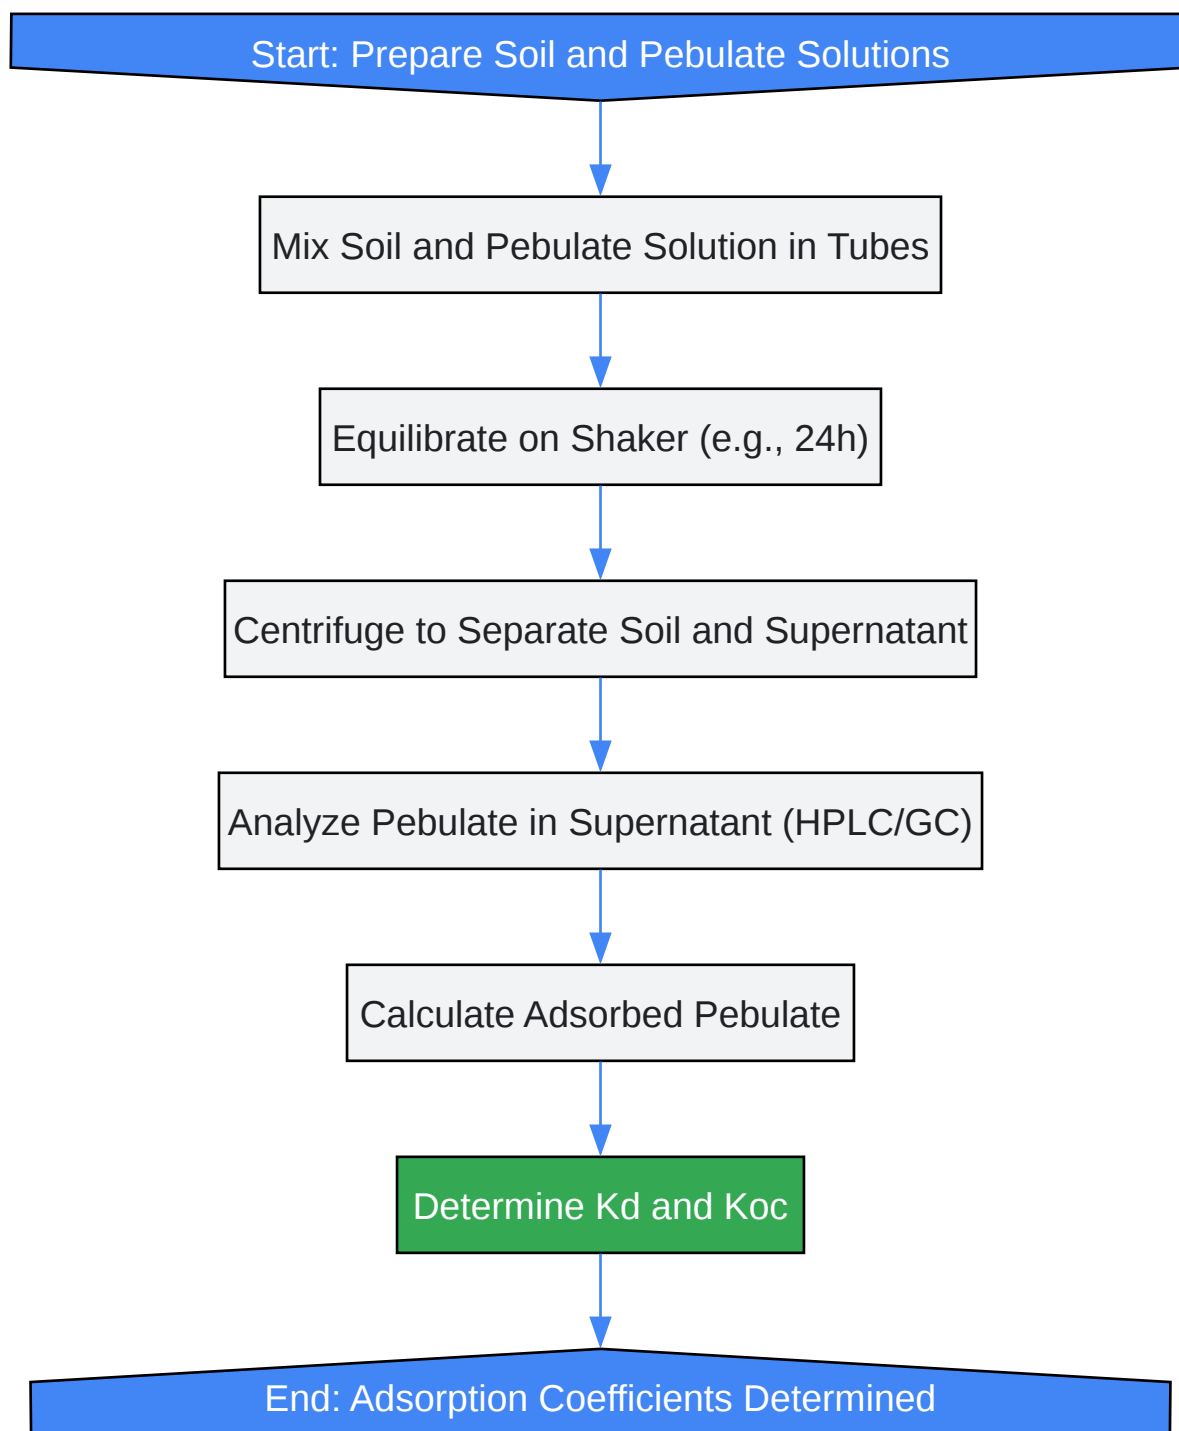 Start: Prepare Soil and Pebulate Solutions
Mix Soil and Pebulate Solution in Tubes
Equilibrate on Shaker (e.g., 24h)
Centrifuge to Separate Soil and Supernatant
Analyze Pebulate in Supernatant (HPLC/GC)
Calculate Adsorbed Pebulate
Determine Kd and Koc
End: Adsorption Coefficients Determined